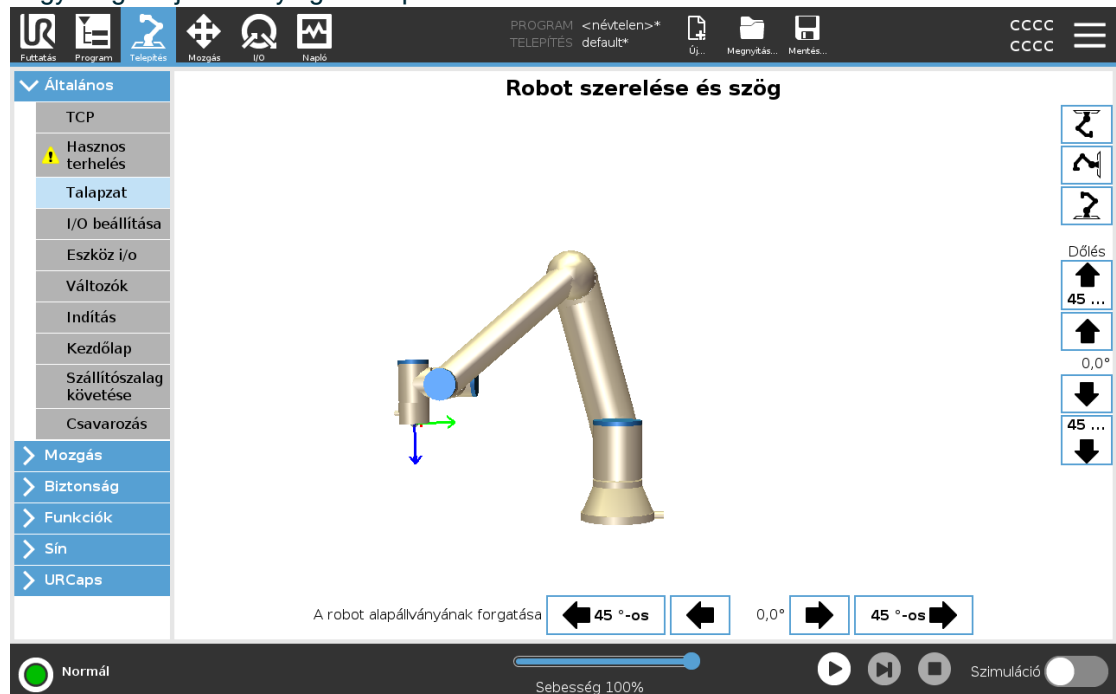 PROGRAM <névtelen>*
TELEPÍTÉS default*
Futtatás
Program
Telepítés
Mozgás
I/O
Napló
Új...
Megnyitás...
Mentés...
CCCC
CCCC
Általános
TCP
Hasznos
terhelés
Talapzat
I/O beállítása
Eszköz i/o
Változók
Indítás
Kezdőlap
Szállítószalag
követése
Csavarozás
Mozgás
Biztonság
Funkciók
Sín
URCaps
Robot szerelése és szög
Dőlés
45 ...
0,0°
45 ...
A robot alapállványának forgatása
45 °-os
0,0°
45 °-os
Normál
Sebesség 100%
Szimuláció